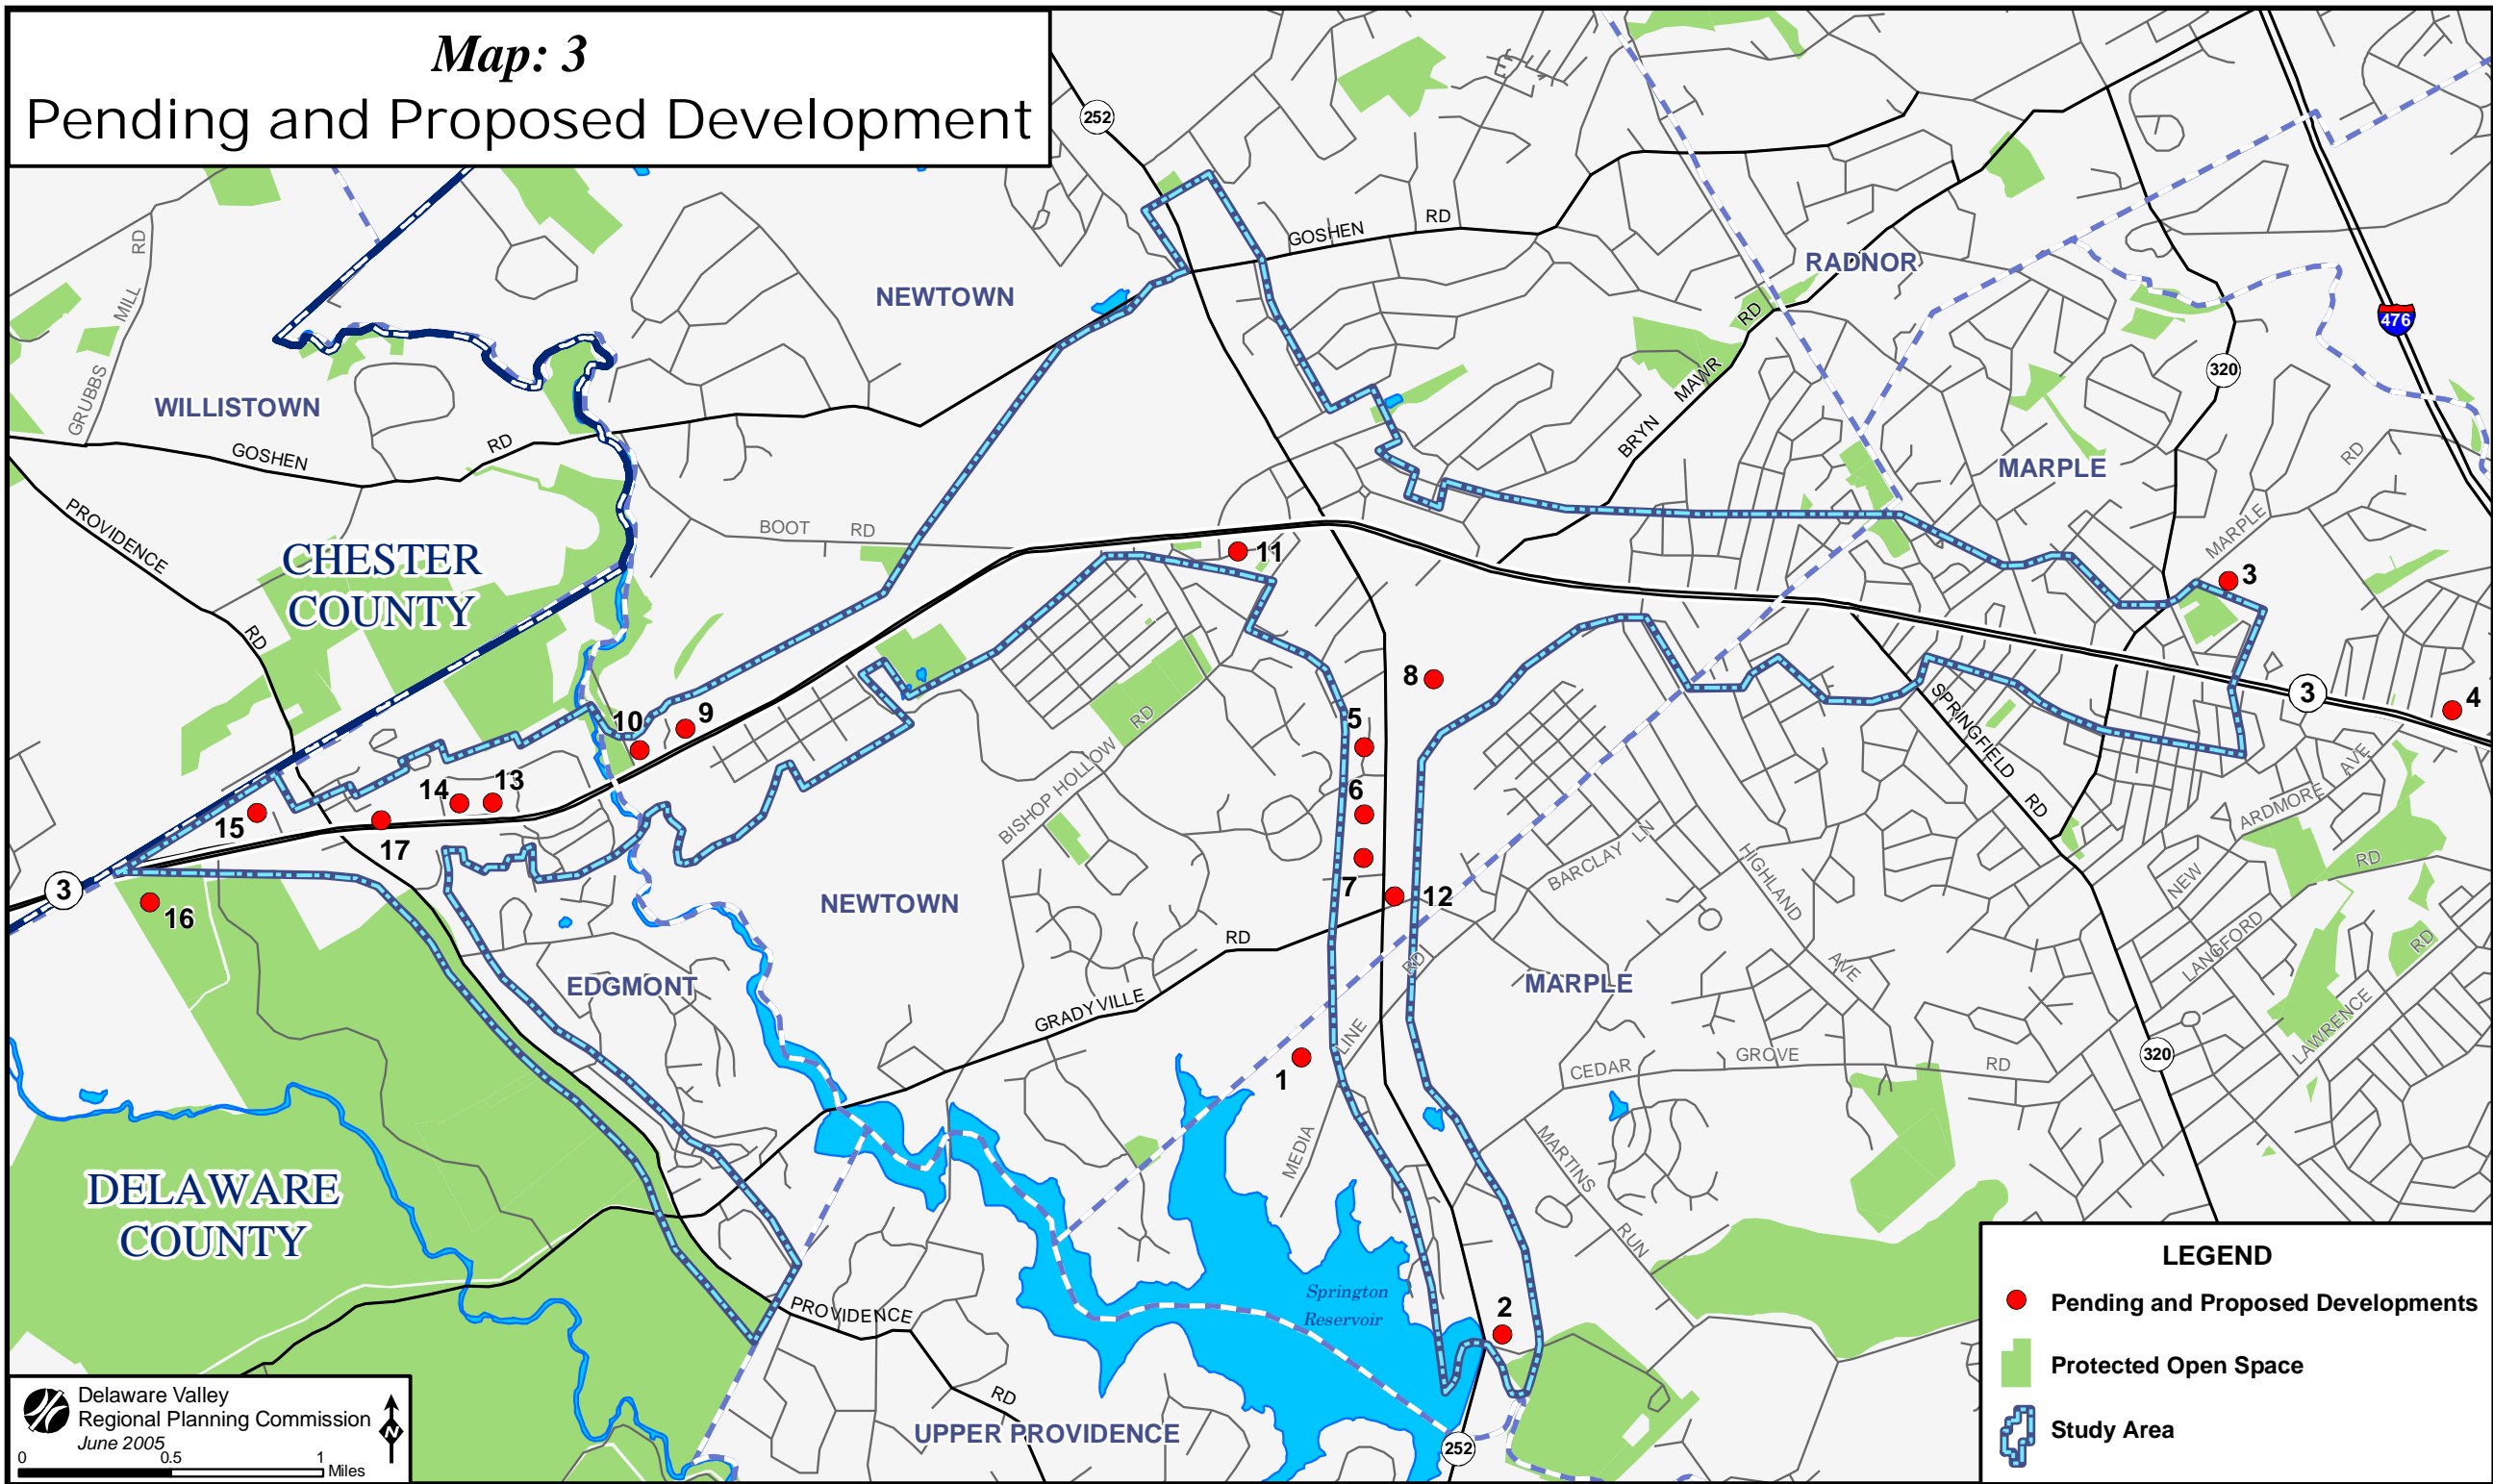 Map: 3
Pending and Proposed Development
252
GOSHEN RD
RADNOR
NEWTOWN
476
320
GRUBBS MILL RD
WILLISTOWN
GOSHEN RD
BRYN MAWR RD
MARPLE
PROVIDENCE RD
BOOT RD
MARPLE RD
CHESTER
COUNTY
11
3
8
3
4
10
9
5
SPRINGFIELD RD
BISHOP HOLLOW RD
14
13
6
15
17
ARDMORE AVE
BARCLAY LN
HIGHLAND AVE
3
16
7
12
NEWTOWN
NEW
RD
LANGFORD RD
EDGMONT
RD
MARPLE
GRADYVILLE
MEDIA LINE RD
LAWRENCE
1
CEDAR GROVE RD
320
MARTINS RUN
DELAWARE
COUNTY
Springton
Reservoir
2
PROVIDENCE RD
UPPER PROVIDENCE
252
LEGEND
Pending and Proposed Developments
Protected Open Space
Study Area
Delaware Valley
Regional Planning Commission
June 2005
N
0 0.5 1
Miles